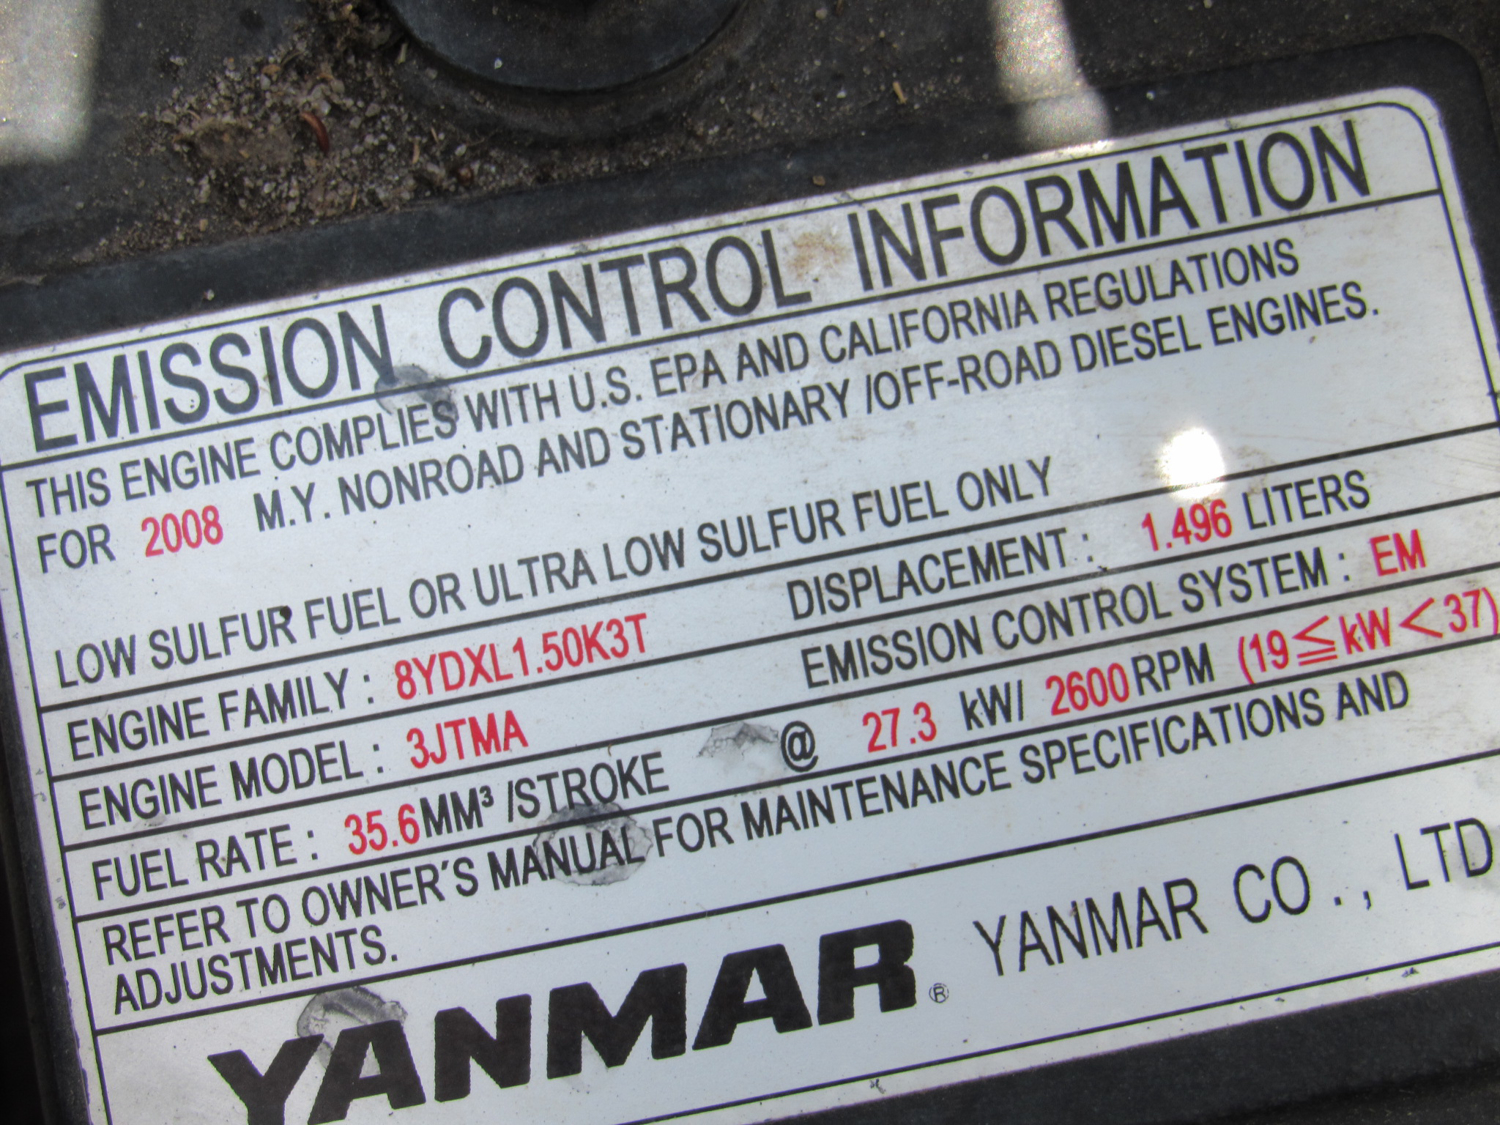 EMISSION CONTROL INFORMATION
THIS ENGINE COMPLIES WITH U.S. EPA AND CALIFORNIA REGULATIONS
FOR 2008 M.Y. NONROAD AND STATIONARY /OFF-ROAD DIESEL ENGINES.
LOW SULFUR FUEL OR ULTRA LOW SULFUR FUEL ONLY
ENGINE FAMILY : 8YDXL1.50K3T DISPLACEMENT : 1.496 LITERS
ENGINE MODEL : 3JTMA EMISSION CONTROL SYSTEM : EM
FUEL RATE : 35.6 MM³ /STROKE @ 27.3 kW/ 2600 RPM (19≦kW<37)
REFER TO OWNER'S MANUAL FOR MAINTENANCE SPECIFICATIONS AND
ADJUSTMENTS.
YANMAR® YANMAR CO., LTD